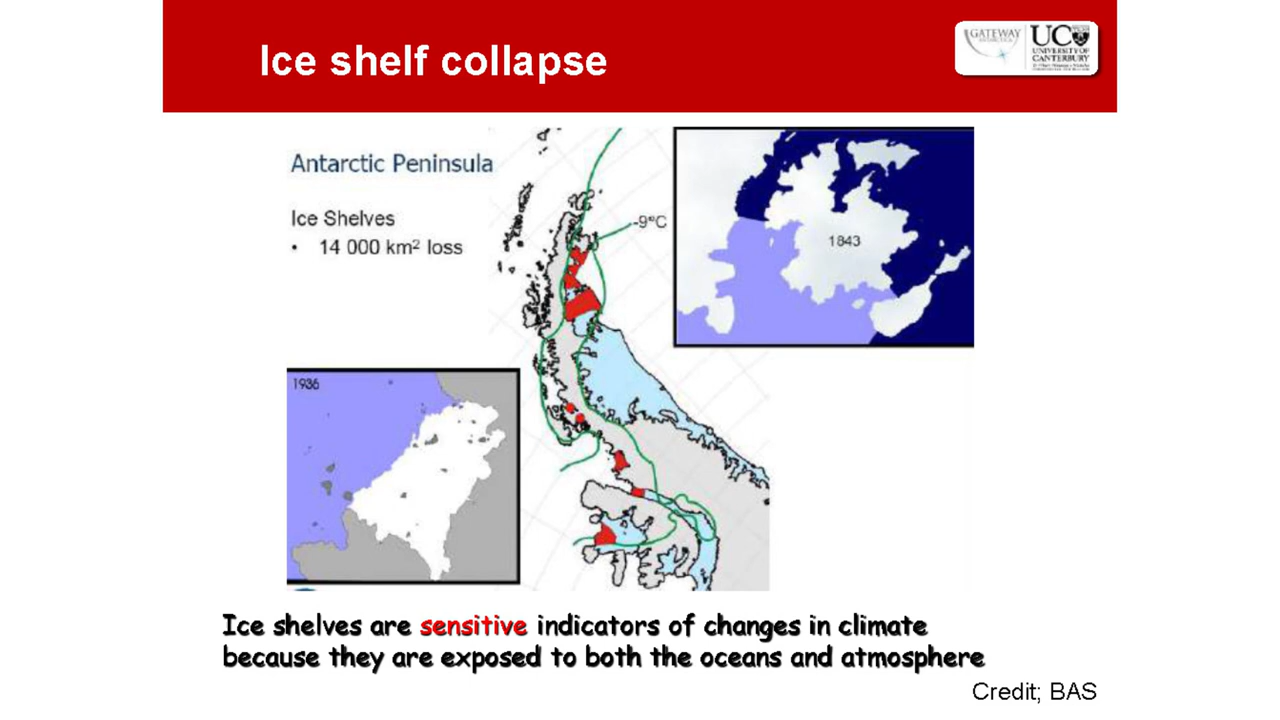 Ice shelf collapse
GATEWAY
UC
UNIVERSITY OF
CANTERBURY
Antarctic Peninsula
Ice Shelves
• 14 000 km² loss
-9°C
1843
1936
Ice shelves are sensitive indicators of changes in climate
because they are exposed to both the oceans and atmosphere
Credit; BAS